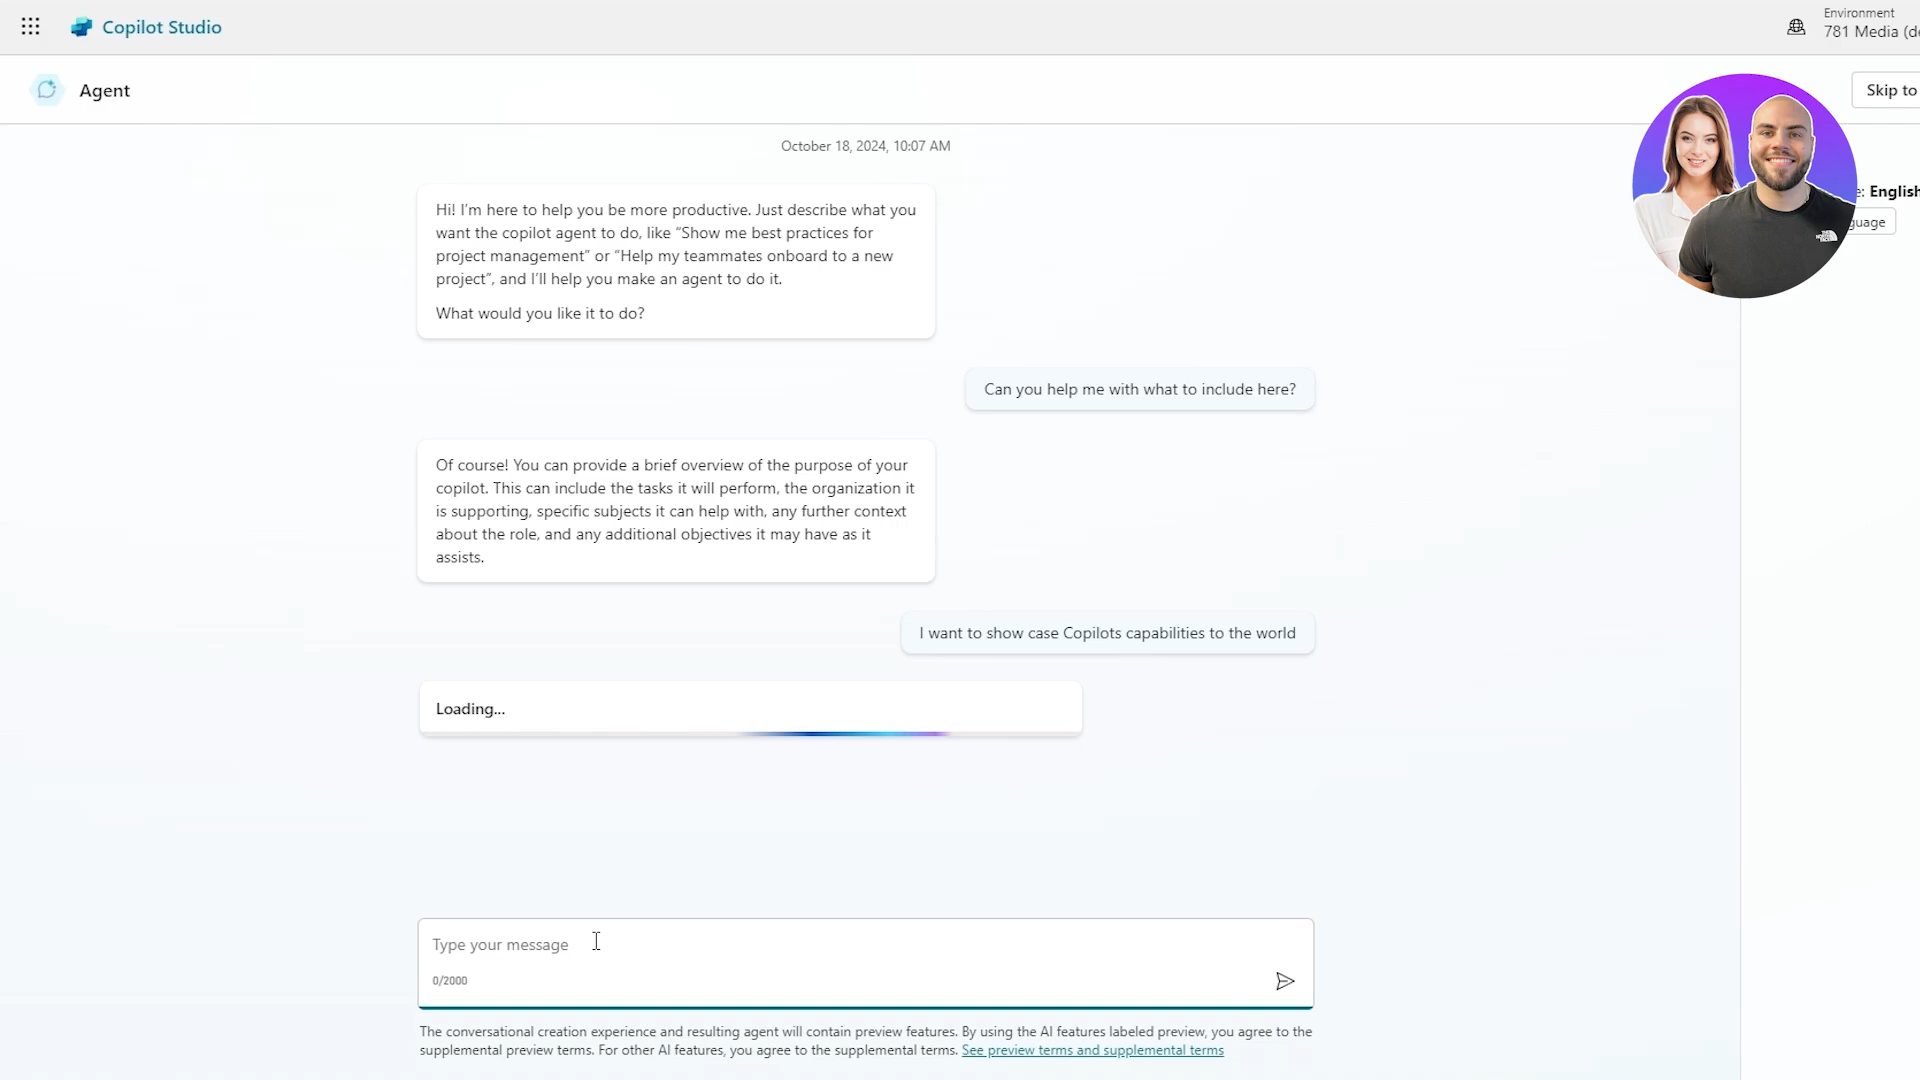 Copilot Studio
Environment
781 Media (de
Agent
Skip to
October 18, 2024, 10:07 AM
Hi! I'm here to help you be more productive. Just describe what you
want the copilot agent to do, like “Show me best practices for
project management” or “Help my teammates onboard to a new
project”, and I'll help you make an agent to do it.
What would you like it to do?
e: English
guage
Can you help me with what to include here?
Of course! You can provide a brief overview of the purpose of your
copilot. This can include the tasks it will perform, the organization it
is supporting, specific subjects it can help with, any further context
about the role, and any additional objectives it may have as it
assists.
I want to show case Copilots capabilities to the world
Loading...
Type your message
0/2000
The conversational creation experience and resulting agent will contain preview features. By using the AI features labeled preview, you agree to the
supplemental preview terms. For other AI features, you agree to the supplemental terms. See preview terms and supplemental terms